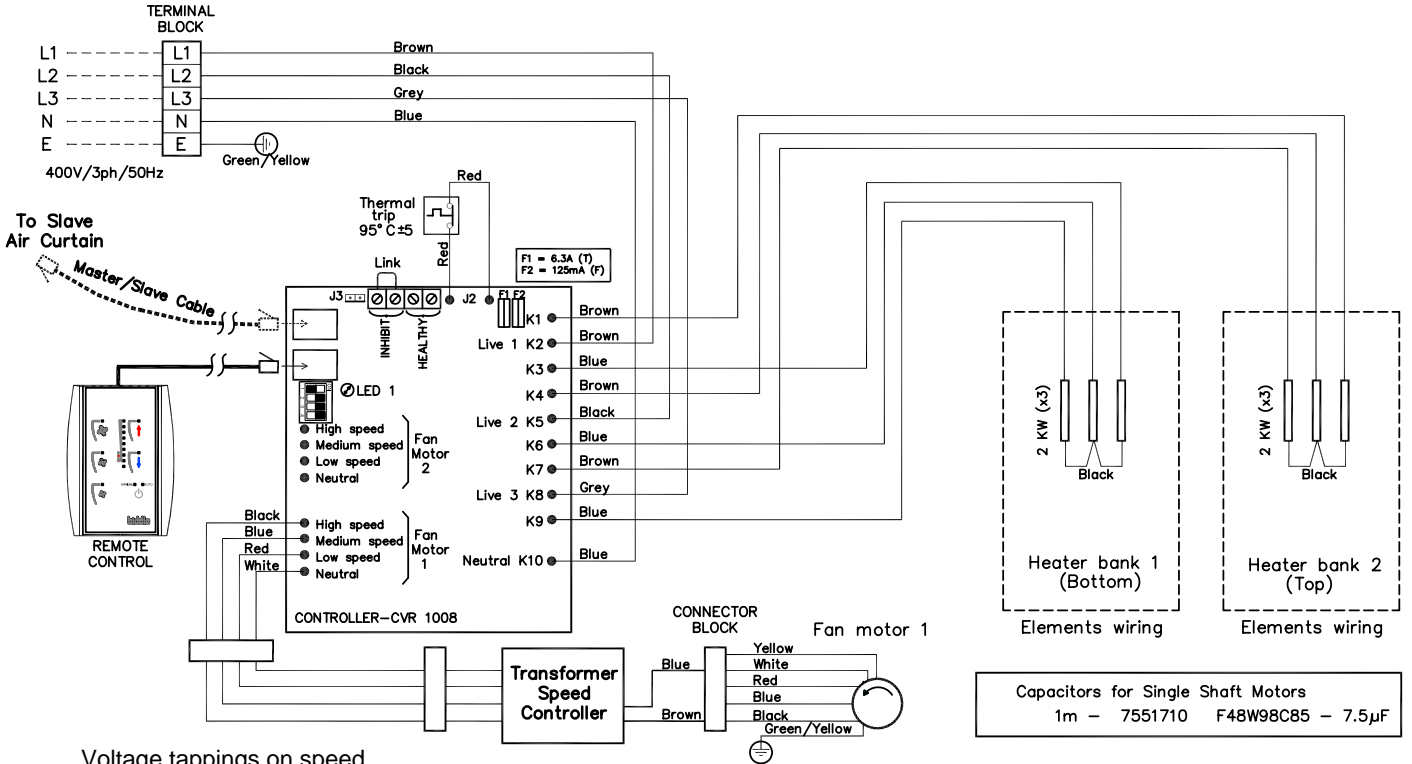 TERMINAL
BLOCK
L1 L1 Brown
L2 L2 Black
L3 L3 Grey
N N Blue
E E
Green/Yellow
400V/3ph/50Hz
Red
Thermal
trip
95°C±5
Red
To Slave
Air Curtain
Master/Slave Cable
Link
F1 = 6.3A (T)
F2 = 125mA (F)
J3
J2
F1 F2
INHIBIT
HEALTHY
K1 Brown
Live 1 K2 Brown
K3 Blue
K4 Brown
Live 2 K5 Black
K6 Blue
K7 Brown
Live 3 K8 Grey
K9 Blue
Neutral K10 Blue
LED 1
High speed
Medium speed
Low speed
Neutral
Fan
Motor
2
Black
Blue
Red
White
High speed
Medium speed
Low speed
Neutral
Fan
Motor
1
CONTROLLER-CVR 1008
REMOTE
CONTROL
2 KW (x3)
Black
Heater bank 1
(Bottom)
Elements wiring
2 KW (x3)
Black
Heater bank 2
(Top)
Elements wiring
Transformer
Speed
Controller
Blue
Brown
CONNECTOR
BLOCK
Fan motor 1
Yellow
White
Red
Blue
Black
Green/Yellow
Capacitors for Single Shaft Motors
1m - 7551710 F48W98C85 - 7.5µF
Voltage tappings on speed